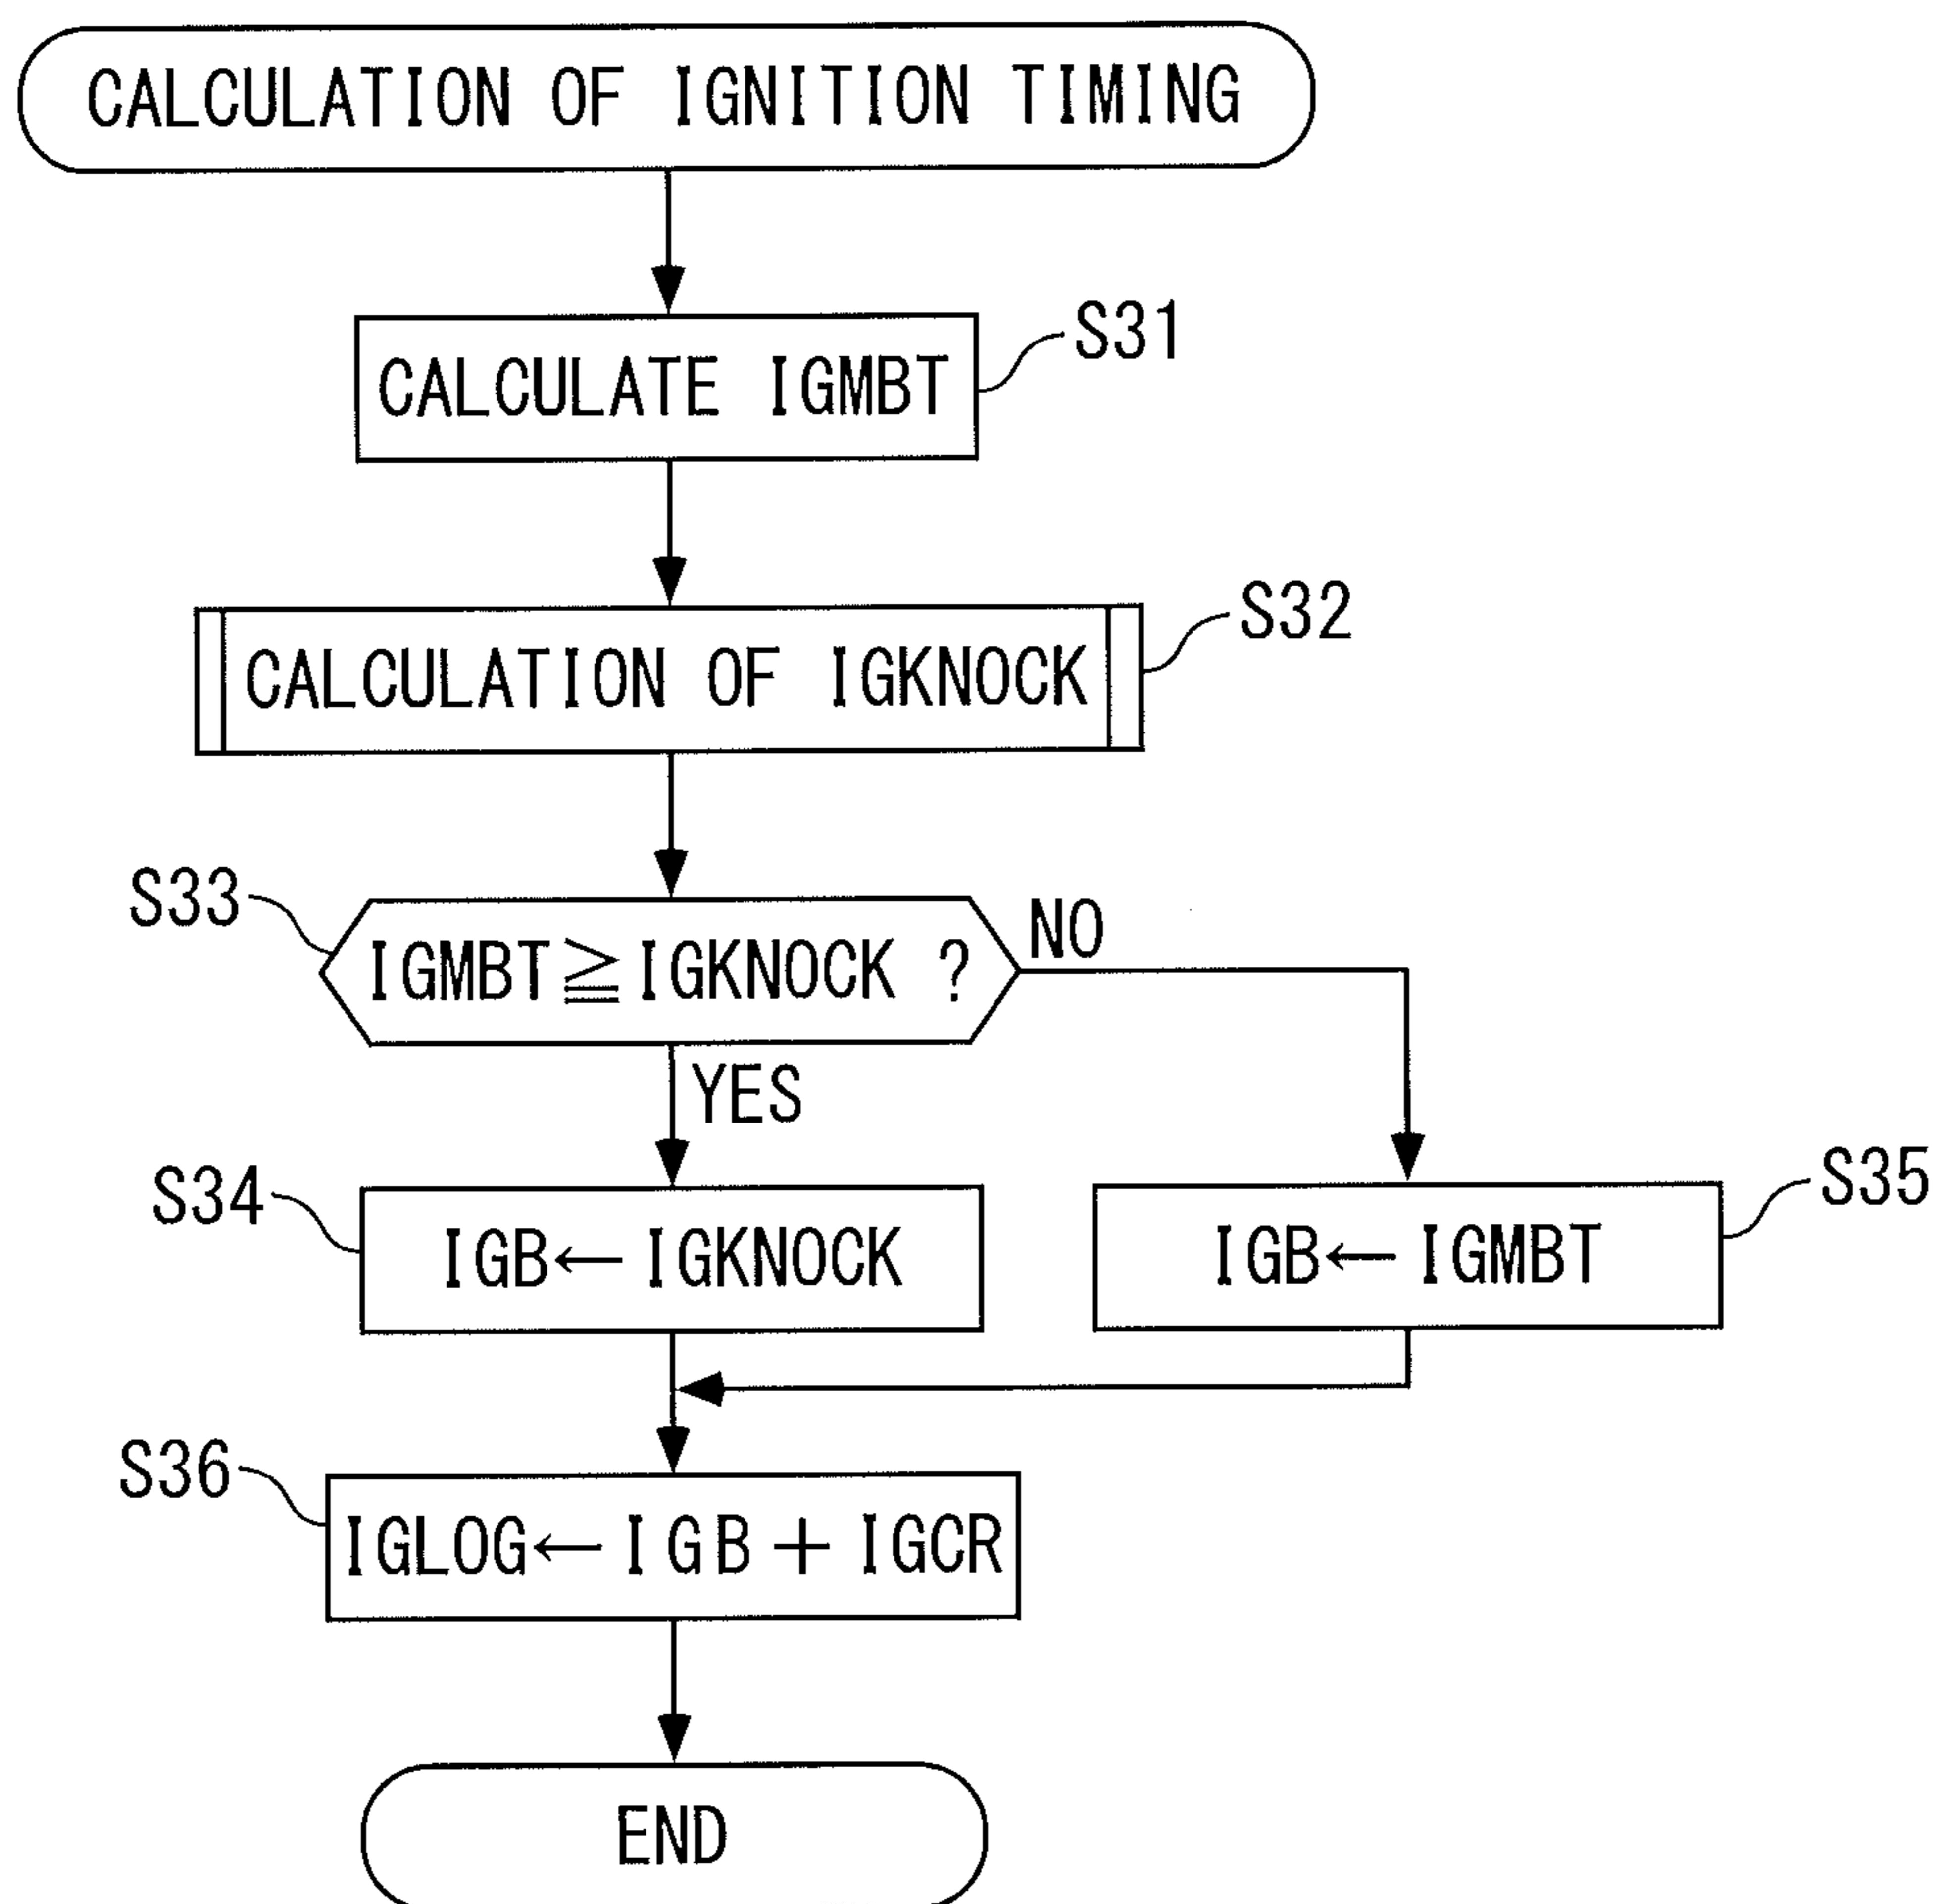 CALCULATION OF IGNITION TIMING
S31
CALCULATE IGMBT
S32
CALCULATION OF IGKNOCK
S33
IGMBT≧IGKNOCK ?
NO
YES
S34
IGB←IGKNOCK
S35
IGB←IGMBT
S36
IGLOG←IGB+IGCR
END